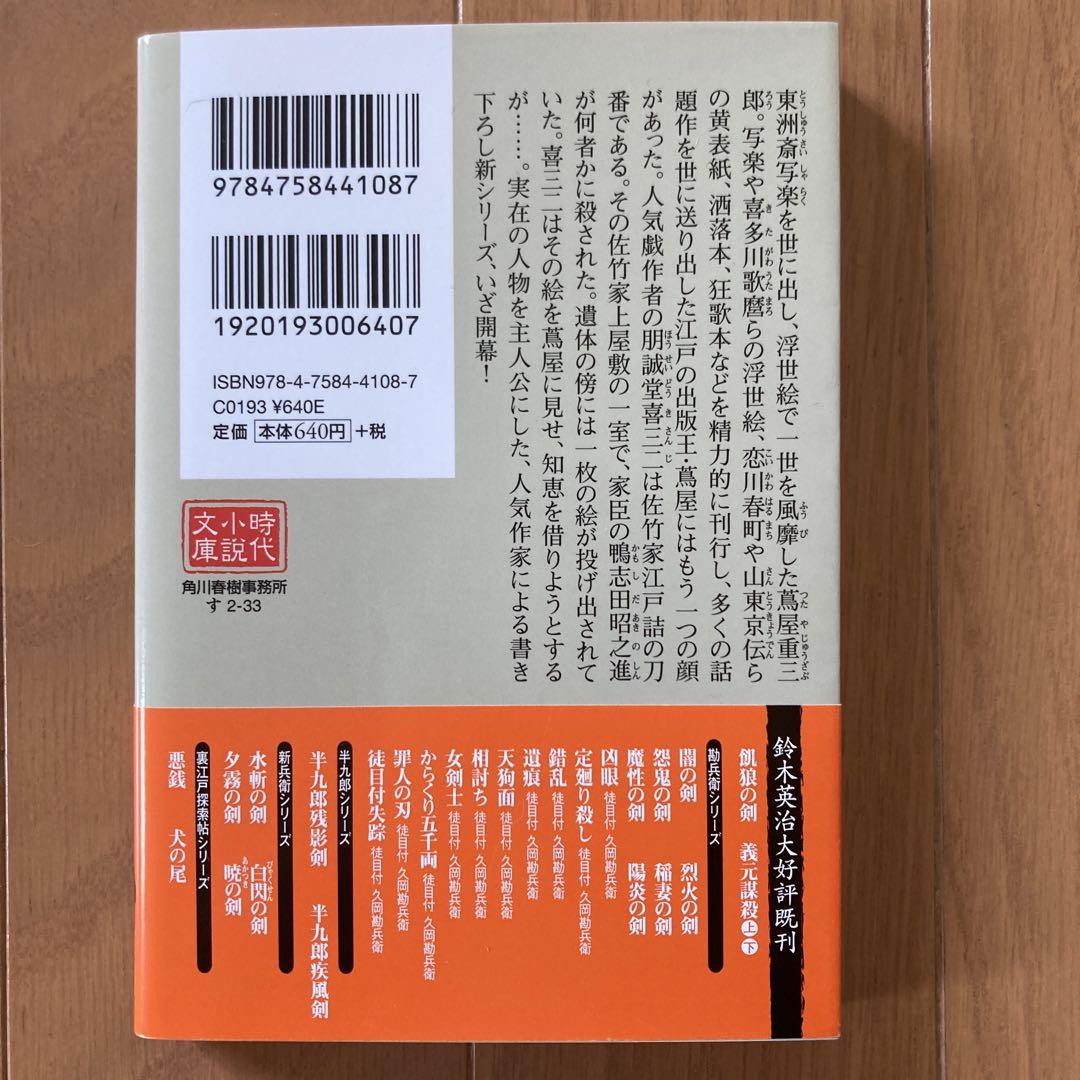 東洲斎写楽を世に出し、浮世絵で一世を風靡した蔦屋重三
郎。写楽や喜多川歌麿らの浮世絵、恋川春町や山東京伝ら
の黄表紙、洒落本、狂歌本などを精力的に刊行し、多くの話
題作を世に送り出した江戸の出版王・蔦屋にはもう一つの顔
があった。人気戯作者の朋誠堂喜三二は佐竹家江戸詰の刀
番である。その佐竹家上屋敷の一室で、家臣の鴨志田昭之進
が何者かに殺された。遺体の傍には一枚の絵が投げ出されて
いた。喜三二はその絵を蔦屋に見せ、知恵を借りようとする
が……。実在の人物を主人公にした、人気作家による書き
下ろし新シリーズ、いざ開幕!
9784758441087
1920193006407
ISBN978-4-7584-4108-7
C0193 ¥640E
定価 本体640円 +税
時代
小説
文庫
角川春樹事務所
す 2-33
鈴木英治大好評既刊
飢狼の剣 義元謀殺 上 下
勘兵衛シリーズ
闇の剣 烈火の剣
怨鬼の剣 稲妻の剣
魔性の剣 陽炎の剣
凶眼 徒目付 久岡勘兵衛
定廻り殺し 徒目付 久岡勘兵衛
錯乱 徒目付 久岡勘兵衛
遺痕 徒目付 久岡勘兵衛
天狗面 徒目付 久岡勘兵衛
相討ち 徒目付 久岡勘兵衛
女剣士 徒目付 久岡勘兵衛
からくり五千両 徒目付 久岡勘兵衛
罪人の刃 徒目付 久岡勘兵衛
徒目付失踪 徒目付 久岡勘兵衛
半九郎シリーズ
半九郎残影剣 半九郎疾風剣
新兵衛シリーズ
水斬の剣 白閃の剣
夕霧の剣 暁の剣
裏江戸探索帖シリーズ
悪銭 犬の尾